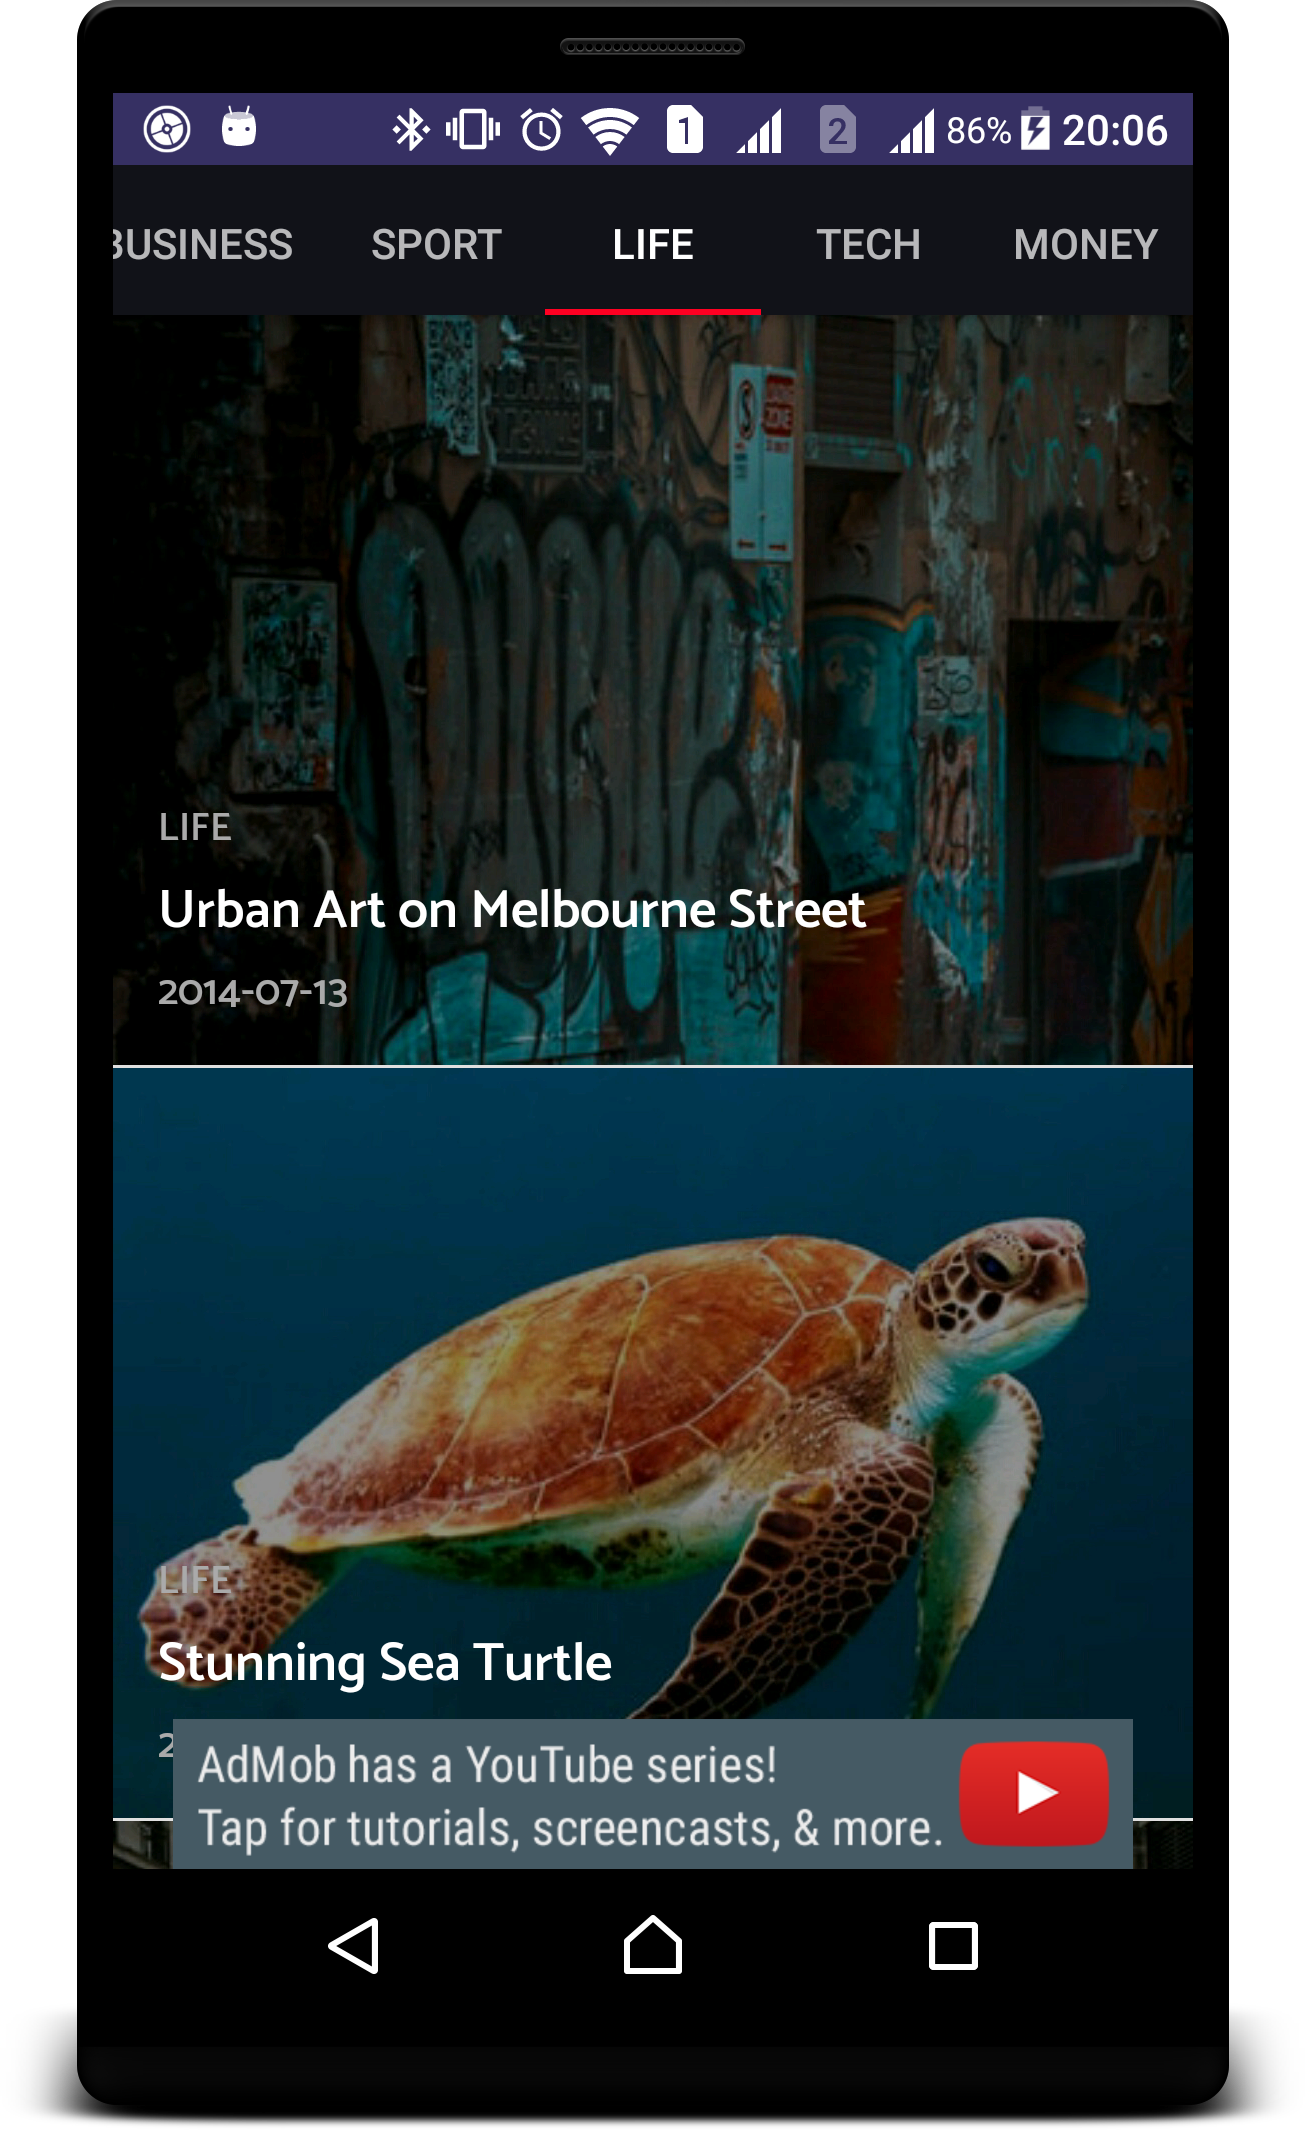 1 2 86% 20:06
BUSINESS SPORT LIFE TECH MONEY
LIFE
Urban Art on Melbourne Street
2014-07-13
LIFE
Stunning Sea Turtle
2
AdMob has a YouTube series!
Tap for tutorials, screencasts, & more.